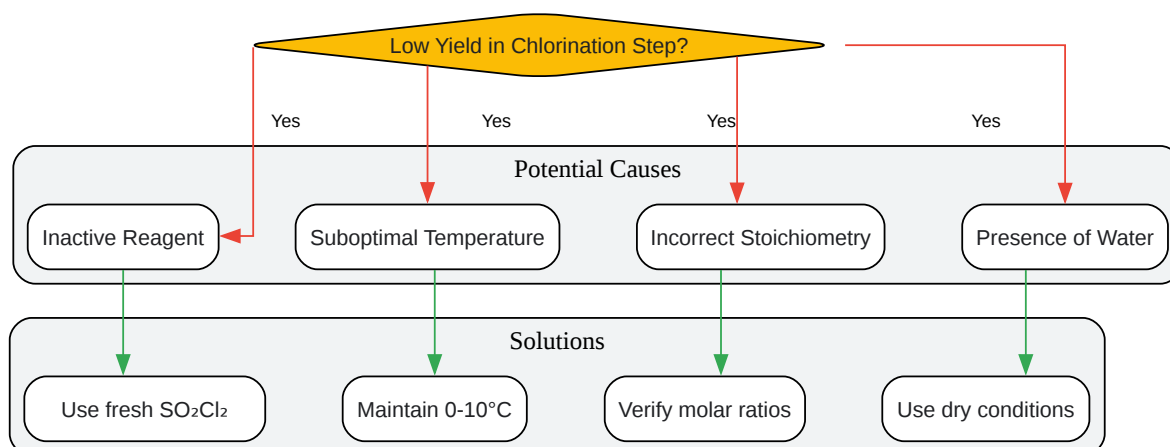 Low Yield in Chlorination Step?
Yes
Yes
Yes
Yes
Potential Causes
Inactive Reagent
Suboptimal Temperature
Incorrect Stoichiometry
Presence of Water
Solutions
Use fresh SO₂Cl₂
Maintain 0-10°C
Verify molar ratios
Use dry conditions